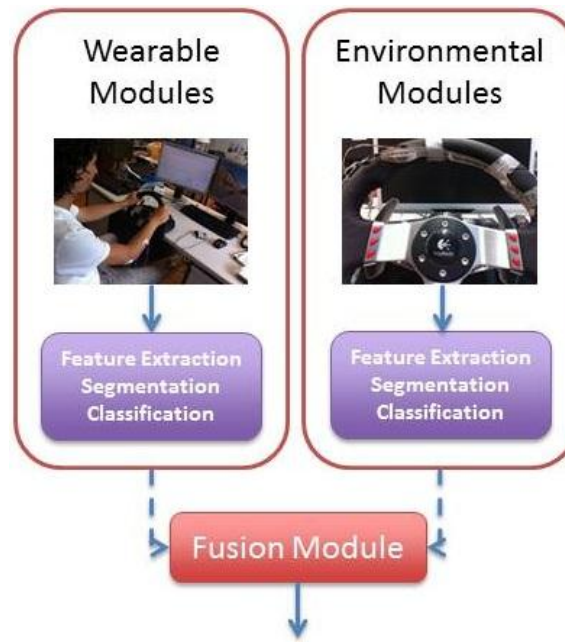 Wearable
Modules
Feature Extraction
Segmentation
Classification
Environmental
Modules
Feature Extraction
Segmentation
Classification
Fusion Module